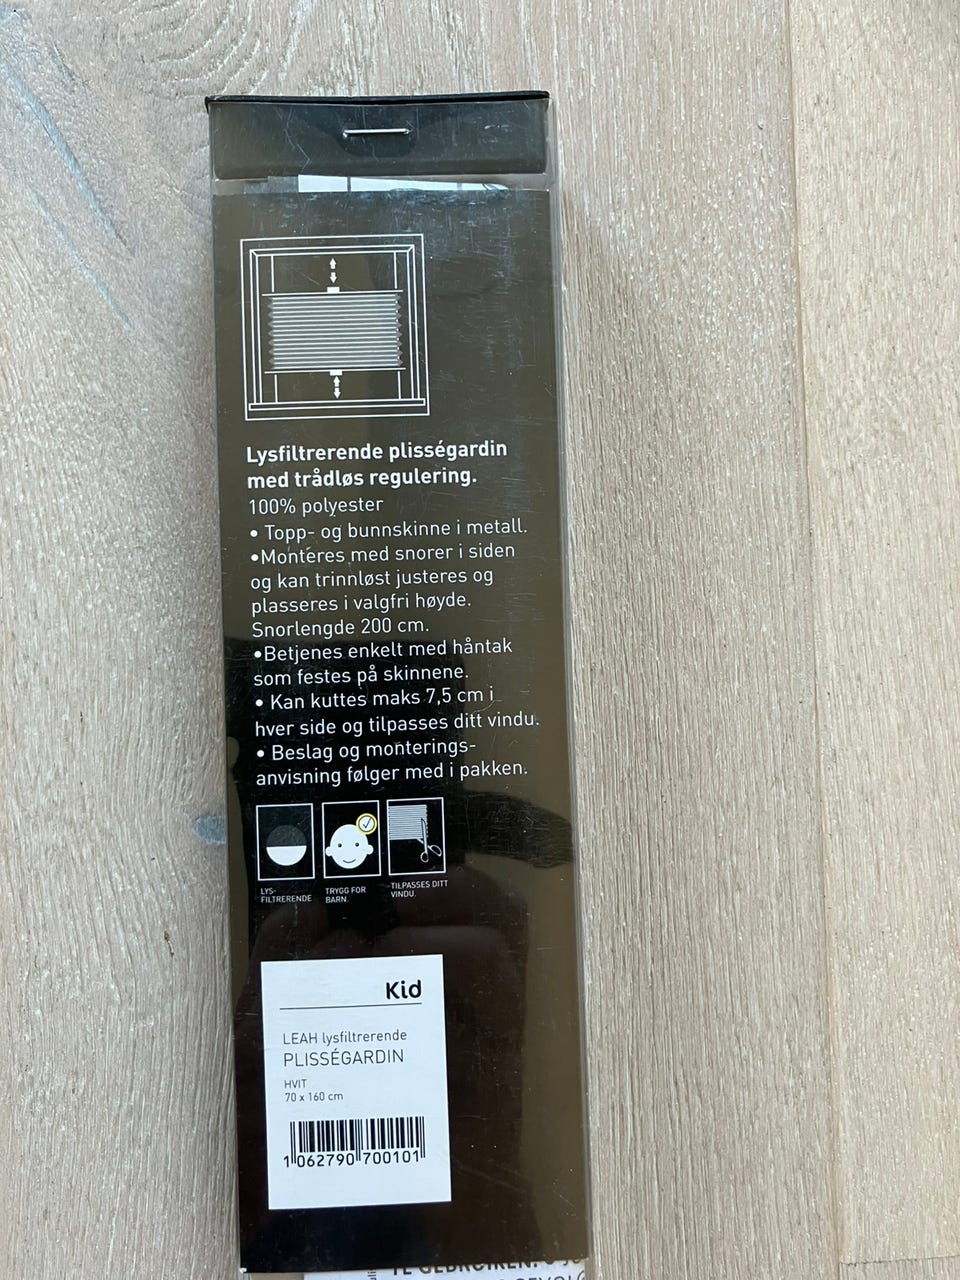 Lysfiltrerende plisségardin
med trådløs regulering.
100% polyester
• Topp- og bunnskinne i metall.
•Monteres med snorer i siden
og kan trinnløst justeres og
plasseres i valgfri høyde.
Snorlengde 200 cm.
•Betjenes enkelt med håntak
som festes på skinnene.
• Kan kuttes maks 7,5 cm i
hver side og tilpasses ditt vindu.
• Beslag og monterings-
anvisning følger med i pakken.
LYS-
FILTRERENDE
TRYGG FOR
BARN.
TILPASSES DITT
VINDU.
Kid
LEAH lysfiltrerende
PLISSÉGARDIN
HVIT
70 x 160 cm
1 062790 700101